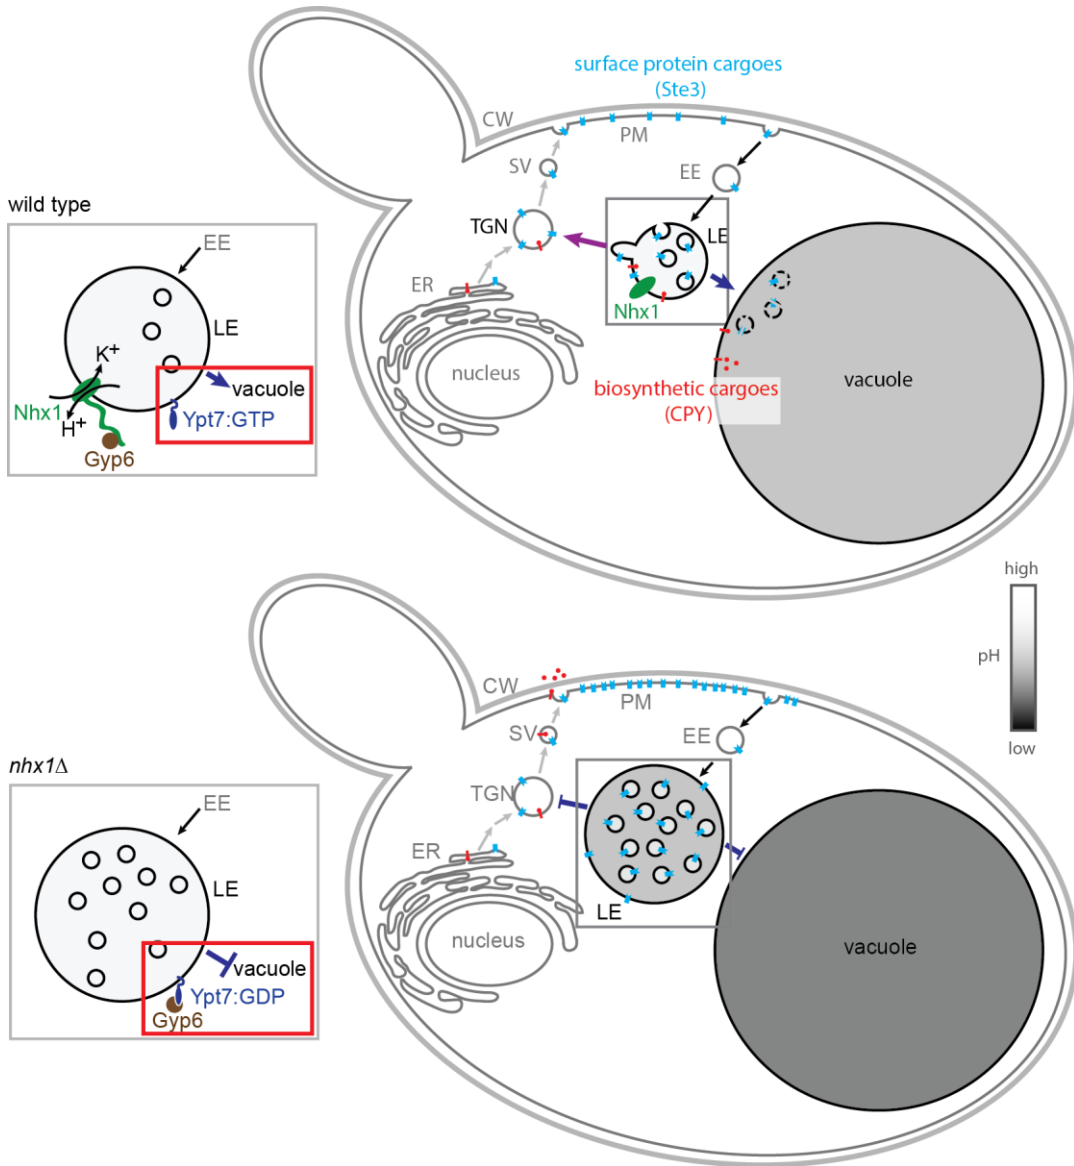 surface protein cargoes
(Ste3)
CW
PM
SV
EE
wild type
TGN
LE
EE
ER
Nhx1
LE
K+
nucleus
vacuole
vacuole
Nhx1
biosynthetic cargoes
(CPY)
Ypt7:GTP
H+
Gyp6
high
pH
low
CW
PM
SV
EE
nhx1Δ
TGN
EE
ER
LE
LE
nucleus
vacuole
vacuole
Ypt7:GDP
Gyp6